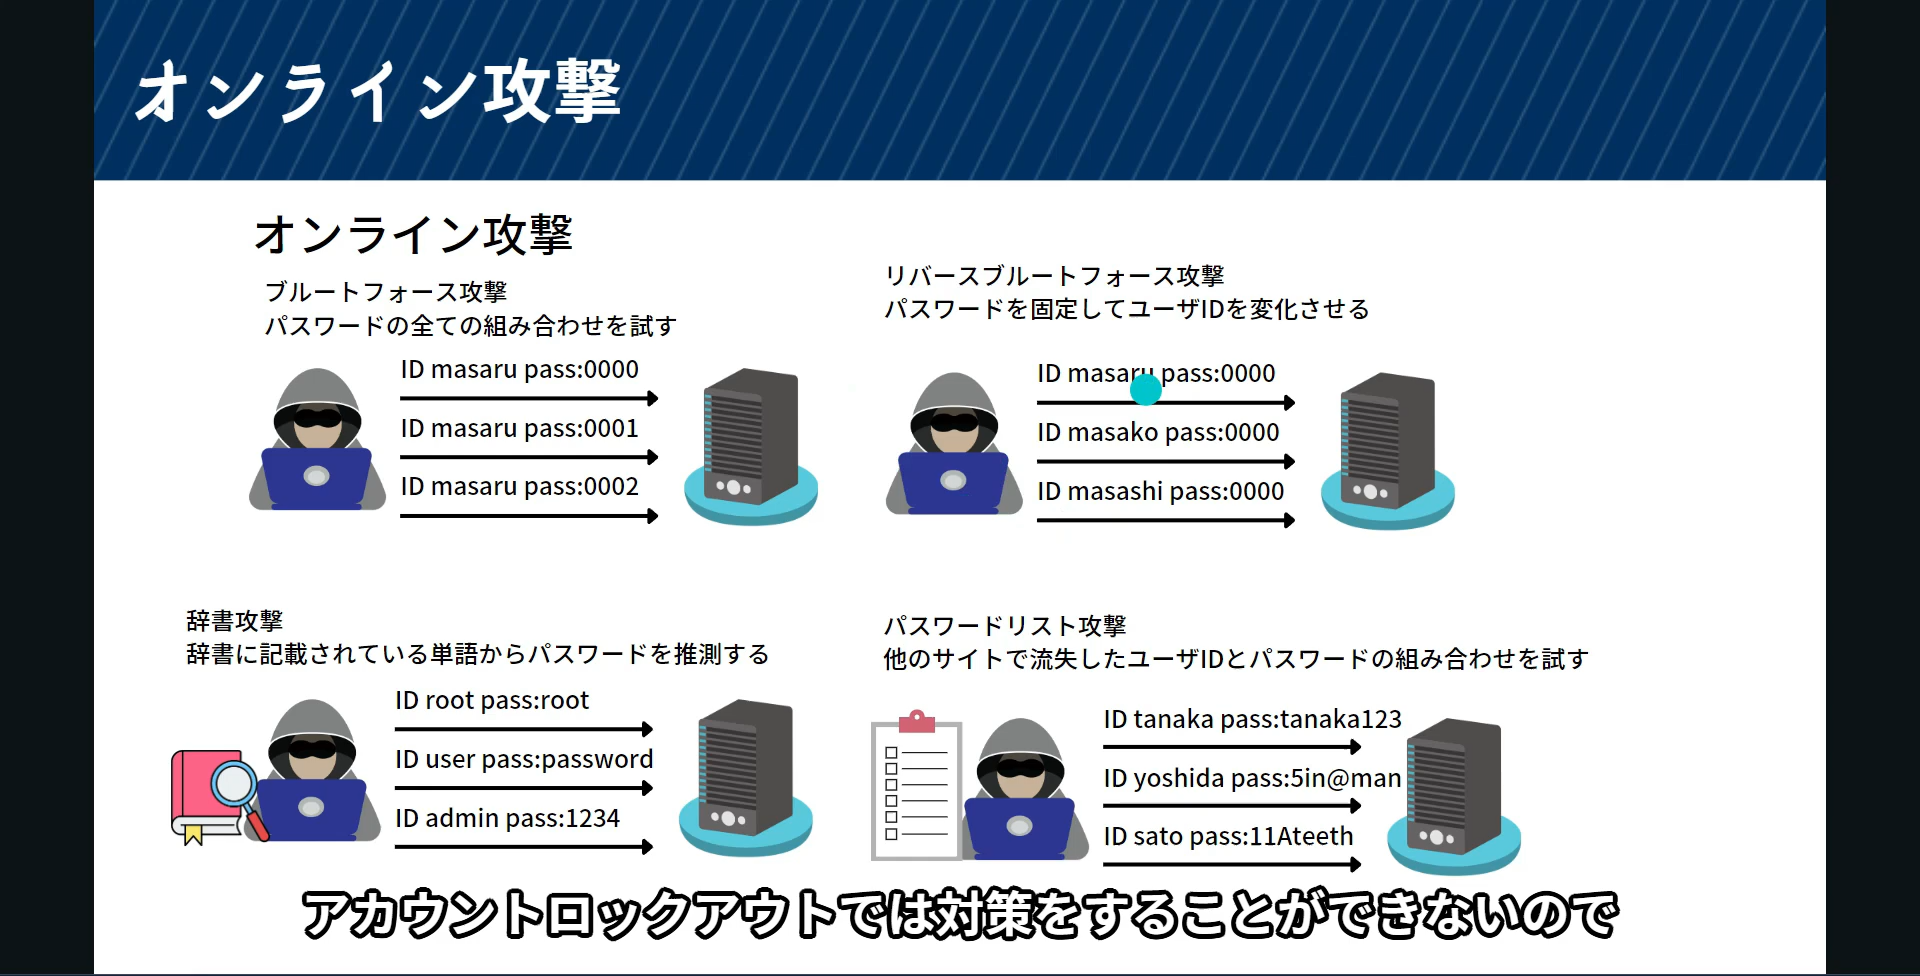 オンライン攻撃
オンライン攻撃
ブルートフォース攻撃
パスワードの全ての組み合わせを試す
ID masaru pass:0000
ID masaru pass:0001
ID masaru pass:0002
リバースブルートフォース攻撃
パスワードを固定してユーザIDを変化させる
ID masaru pass:0000
ID masako pass:0000
ID masashi pass:0000
辞書攻撃
辞書に記載されている単語からパスワードを推測する
ID root pass:root
ID user pass:password
ID admin pass:1234
パスワードリスト攻撃
他のサイトで流失したユーザIDとパスワードの組み合わせを試す
ID tanaka pass:tanaka123
ID yoshida pass:5in@man
ID sato pass:11Ateeth
アカウントロックアウトでは対策をすることができないので